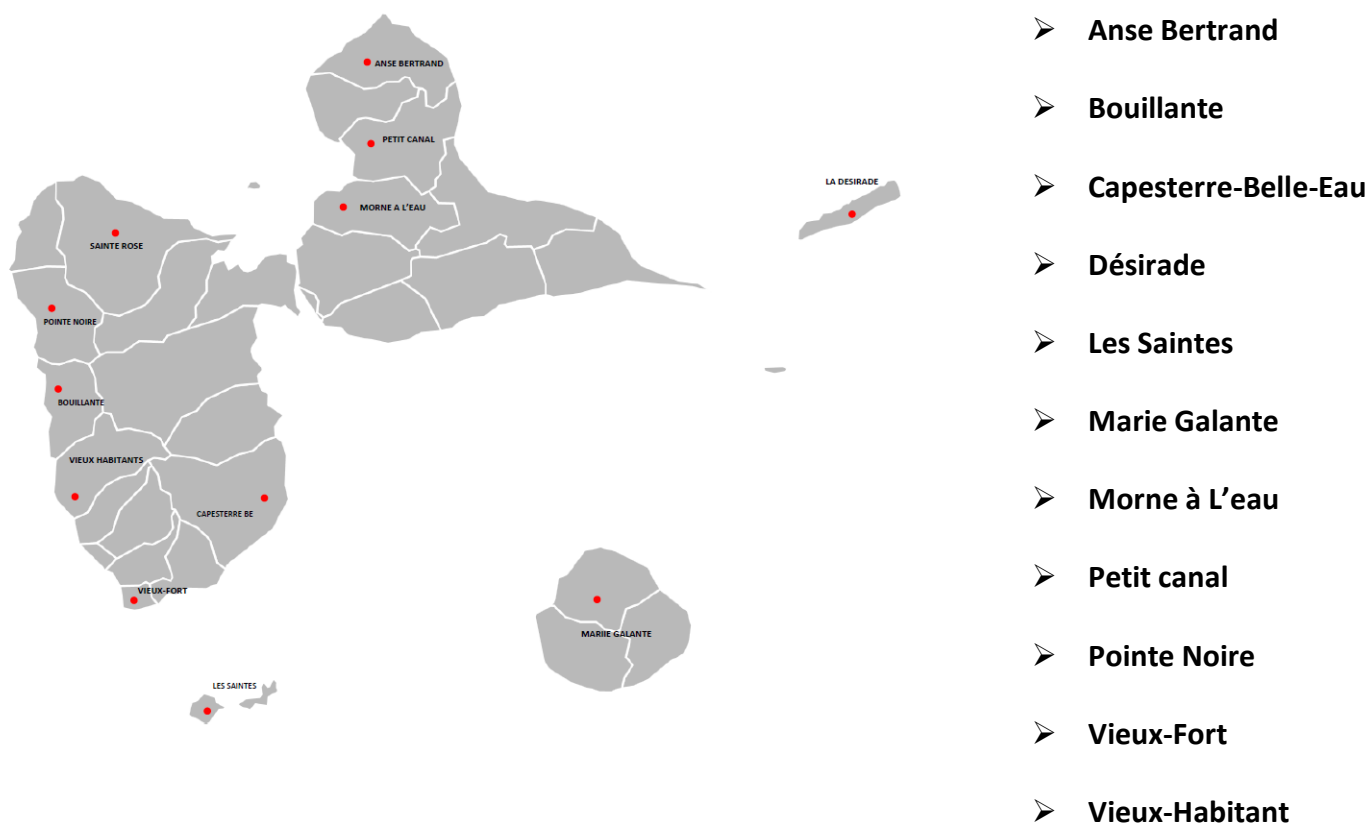 ANSE BERTRAND
PETIT CANAL
LA DESIRADE
MORNE A L'EAU
SAINTE ROSE
POINTE NOIRE
BOUILLANTE
VIEUX HABITANTS
CAPESTERRE BE
VIEUX-FORT
MARIIE GALANTE
LES SAINTES
➢ Anse Bertrand
➢ Bouillante
➢ Capesterre-Belle-Eau
➢ Désirade
➢ Les Saintes
➢ Marie Galante
➢ Morne à L’eau
➢ Petit canal
➢ Pointe Noire
➢ Vieux-Fort
➢ Vieux-Habitant